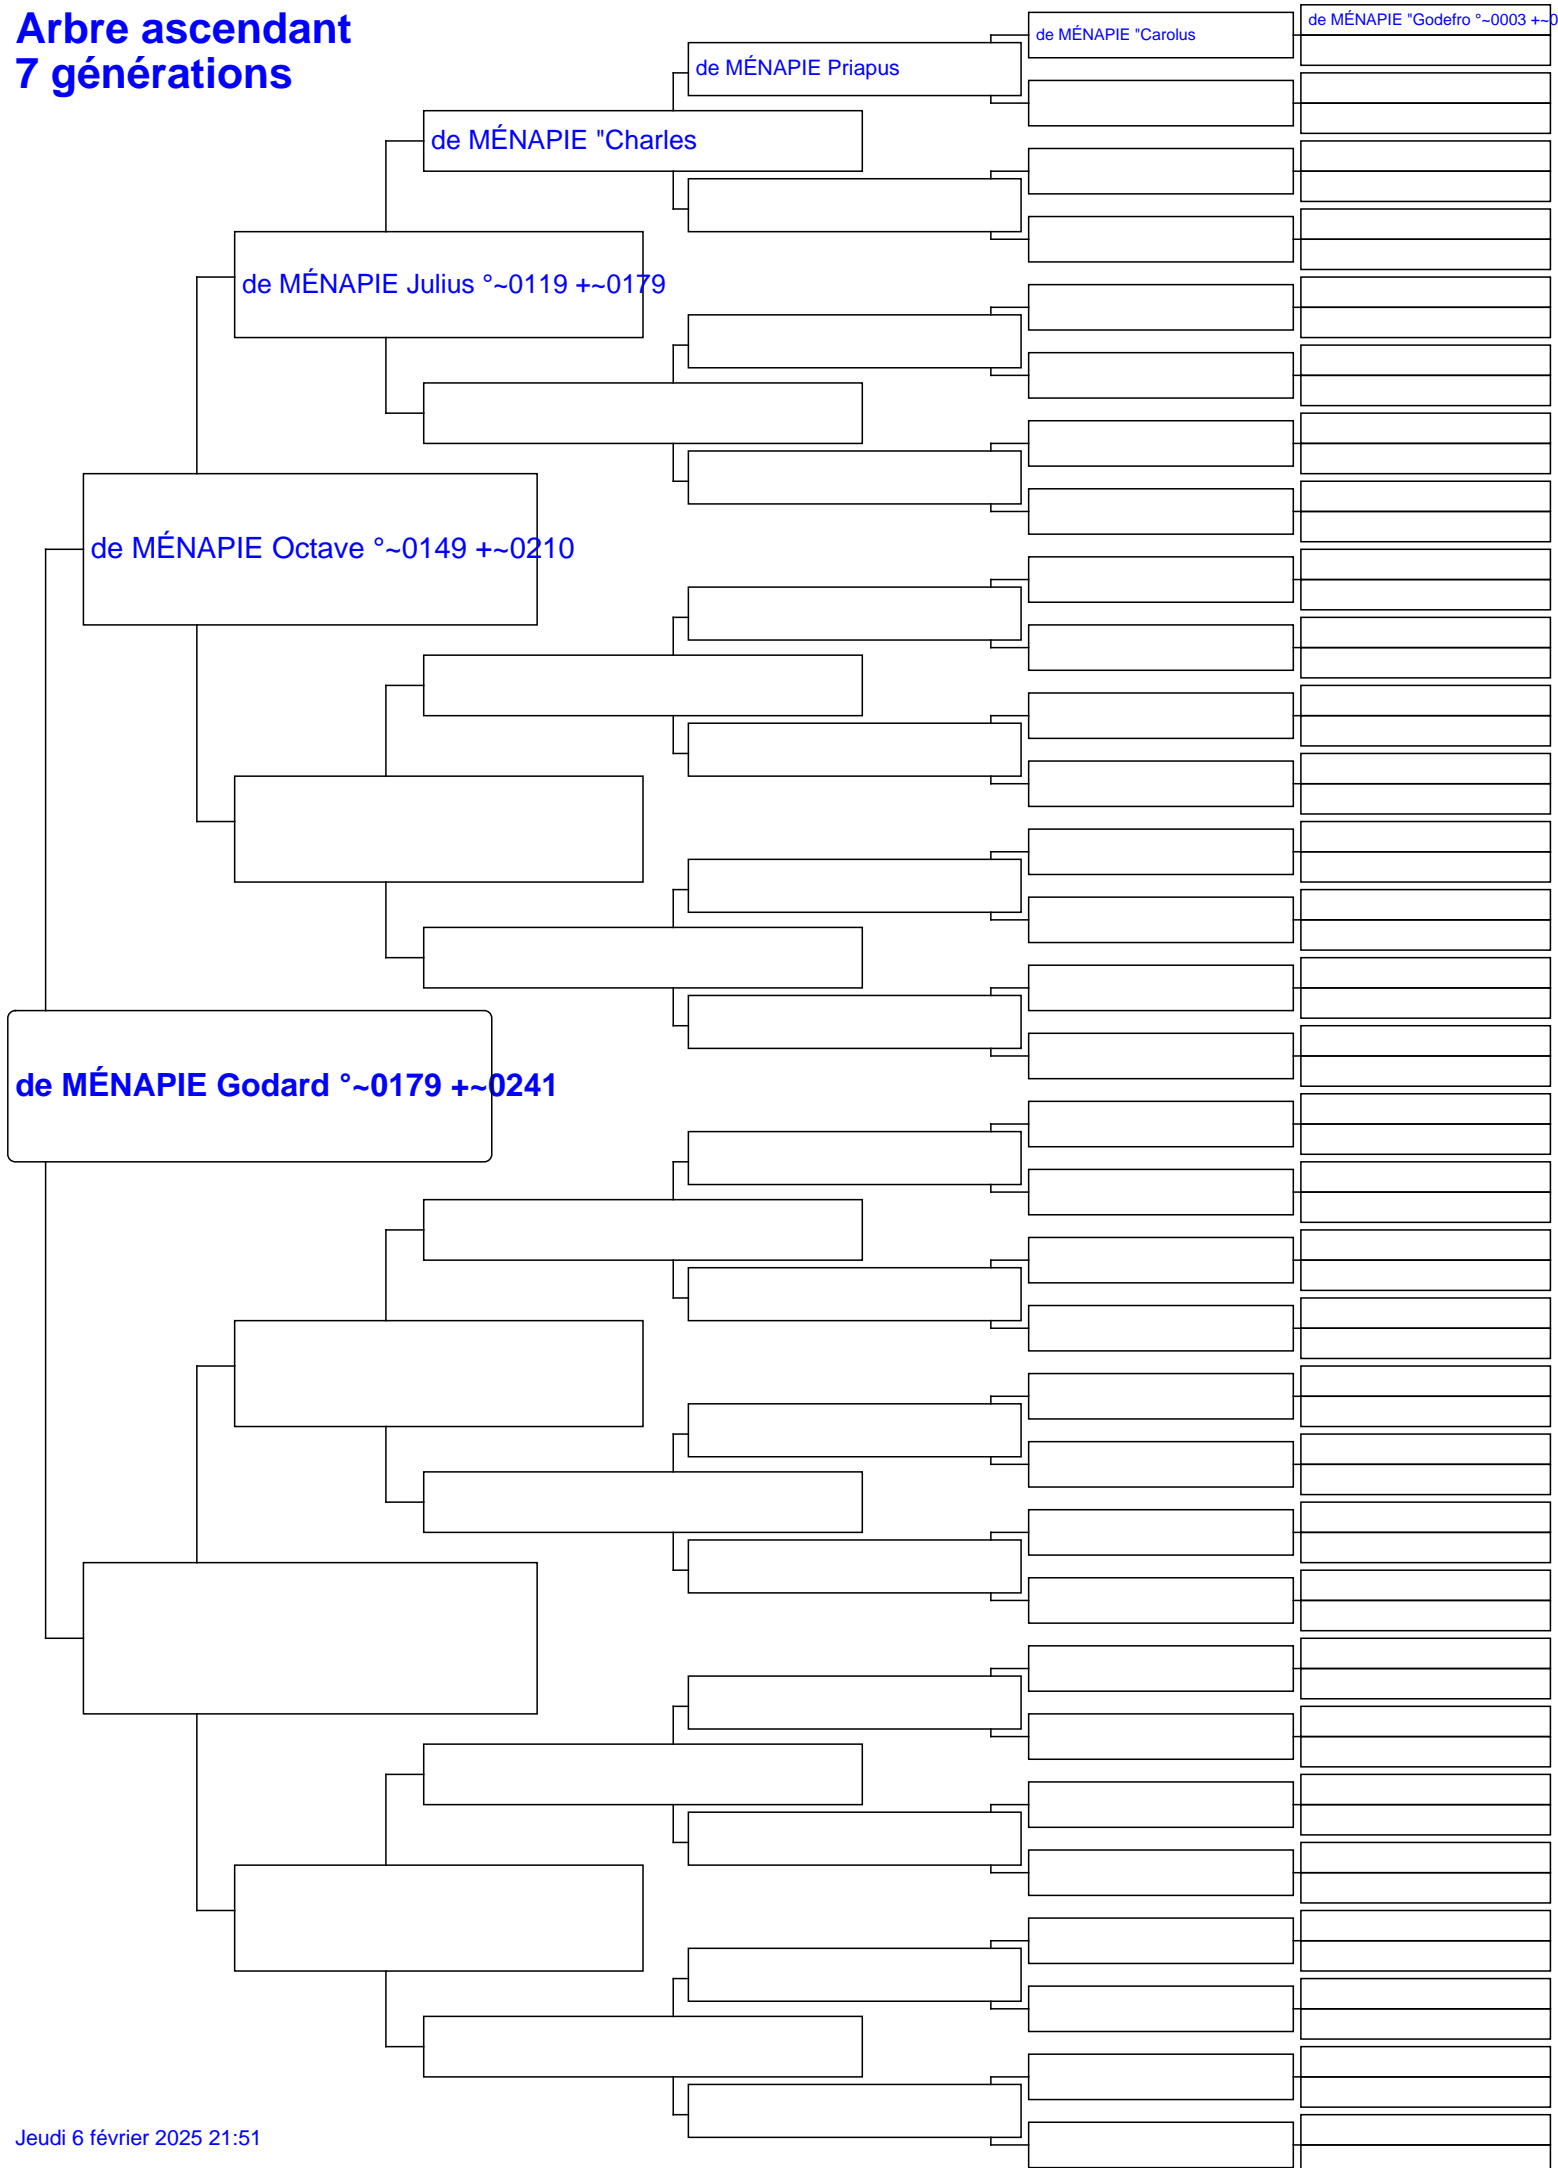 Arbre ascendant
7 générations
de MÉNAPIE "Godefro °~0003 +~0
de MÉNAPIE "Carolus
de MÉNAPIE Priapus
de MÉNAPIE "Charles
de MÉNAPIE Julius °~0119 +~0179
de MÉNAPIE Octave °~0149 +~0210
de MÉNAPIE Godard °~0179 +~0241
Jeudi 6 février 2025 21:51